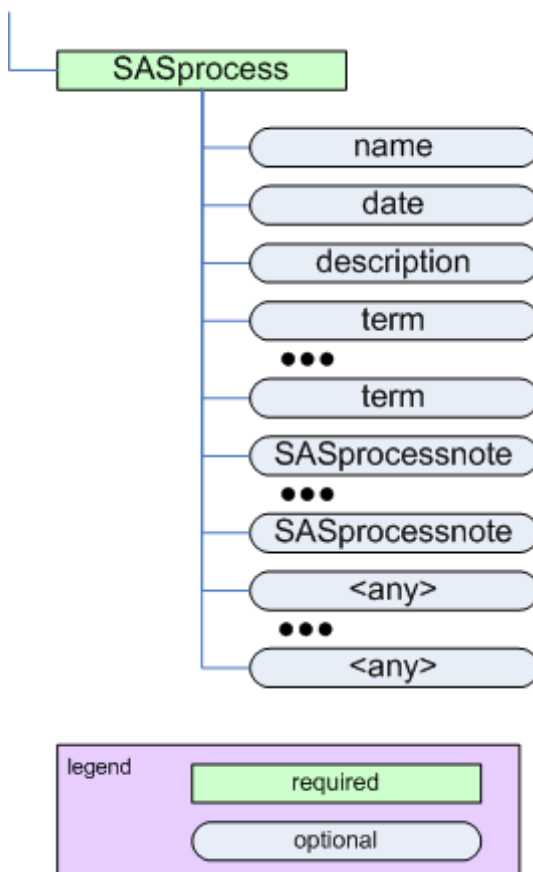 SASprocess
name
date
description
term
•••
term
SASprocessnote
•••
SASprocessnote
<any>
•••
<any>
legend
required
optional